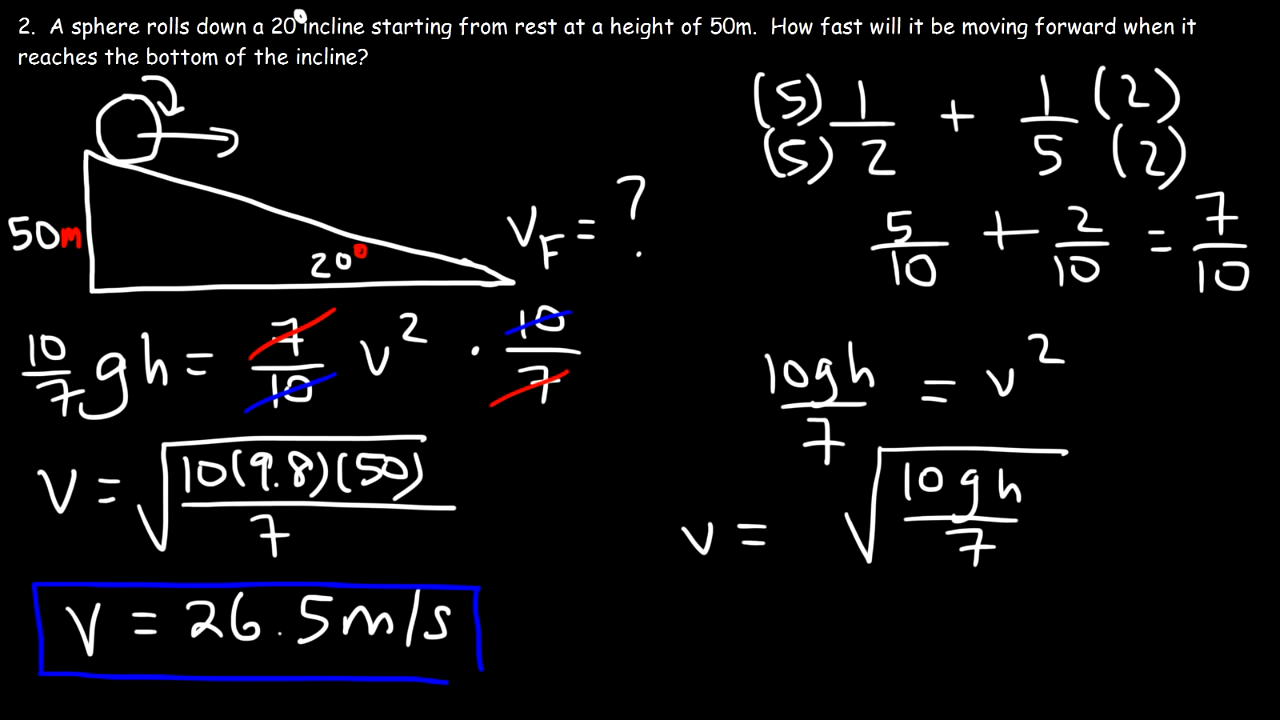 2. A sphere rolls down a 20° incline starting from rest at a height of 50m. How fast will it be moving forward when it
reaches the bottom of the incline?
50m
20°
V_F = ?
10/7 gh = 7/10 v² · 10/7
v = √(10(9.8)(50)/7)
V = 26.5 m/s
(5)/(5) 1/2 + 1/5 (2)/(2)
5/10 + 2/10 = 7/10
10gh/7 = v²
v = √(10gh/7)